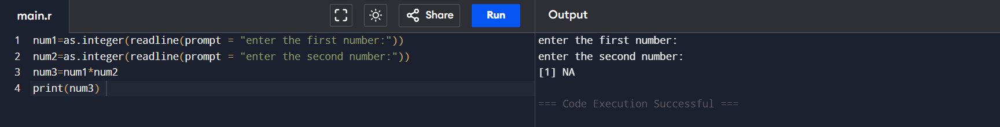 main.r
Share
Run
Output
1 num1=as.integer(readline(prompt = "enter the first number:"))
2 num2=as.integer(readline(prompt = "enter the second number:"))
3 num3=num1*num2
4 print(num3)
enter the first number:
enter the second number:
[1] NA
=== Code Execution Successful ===